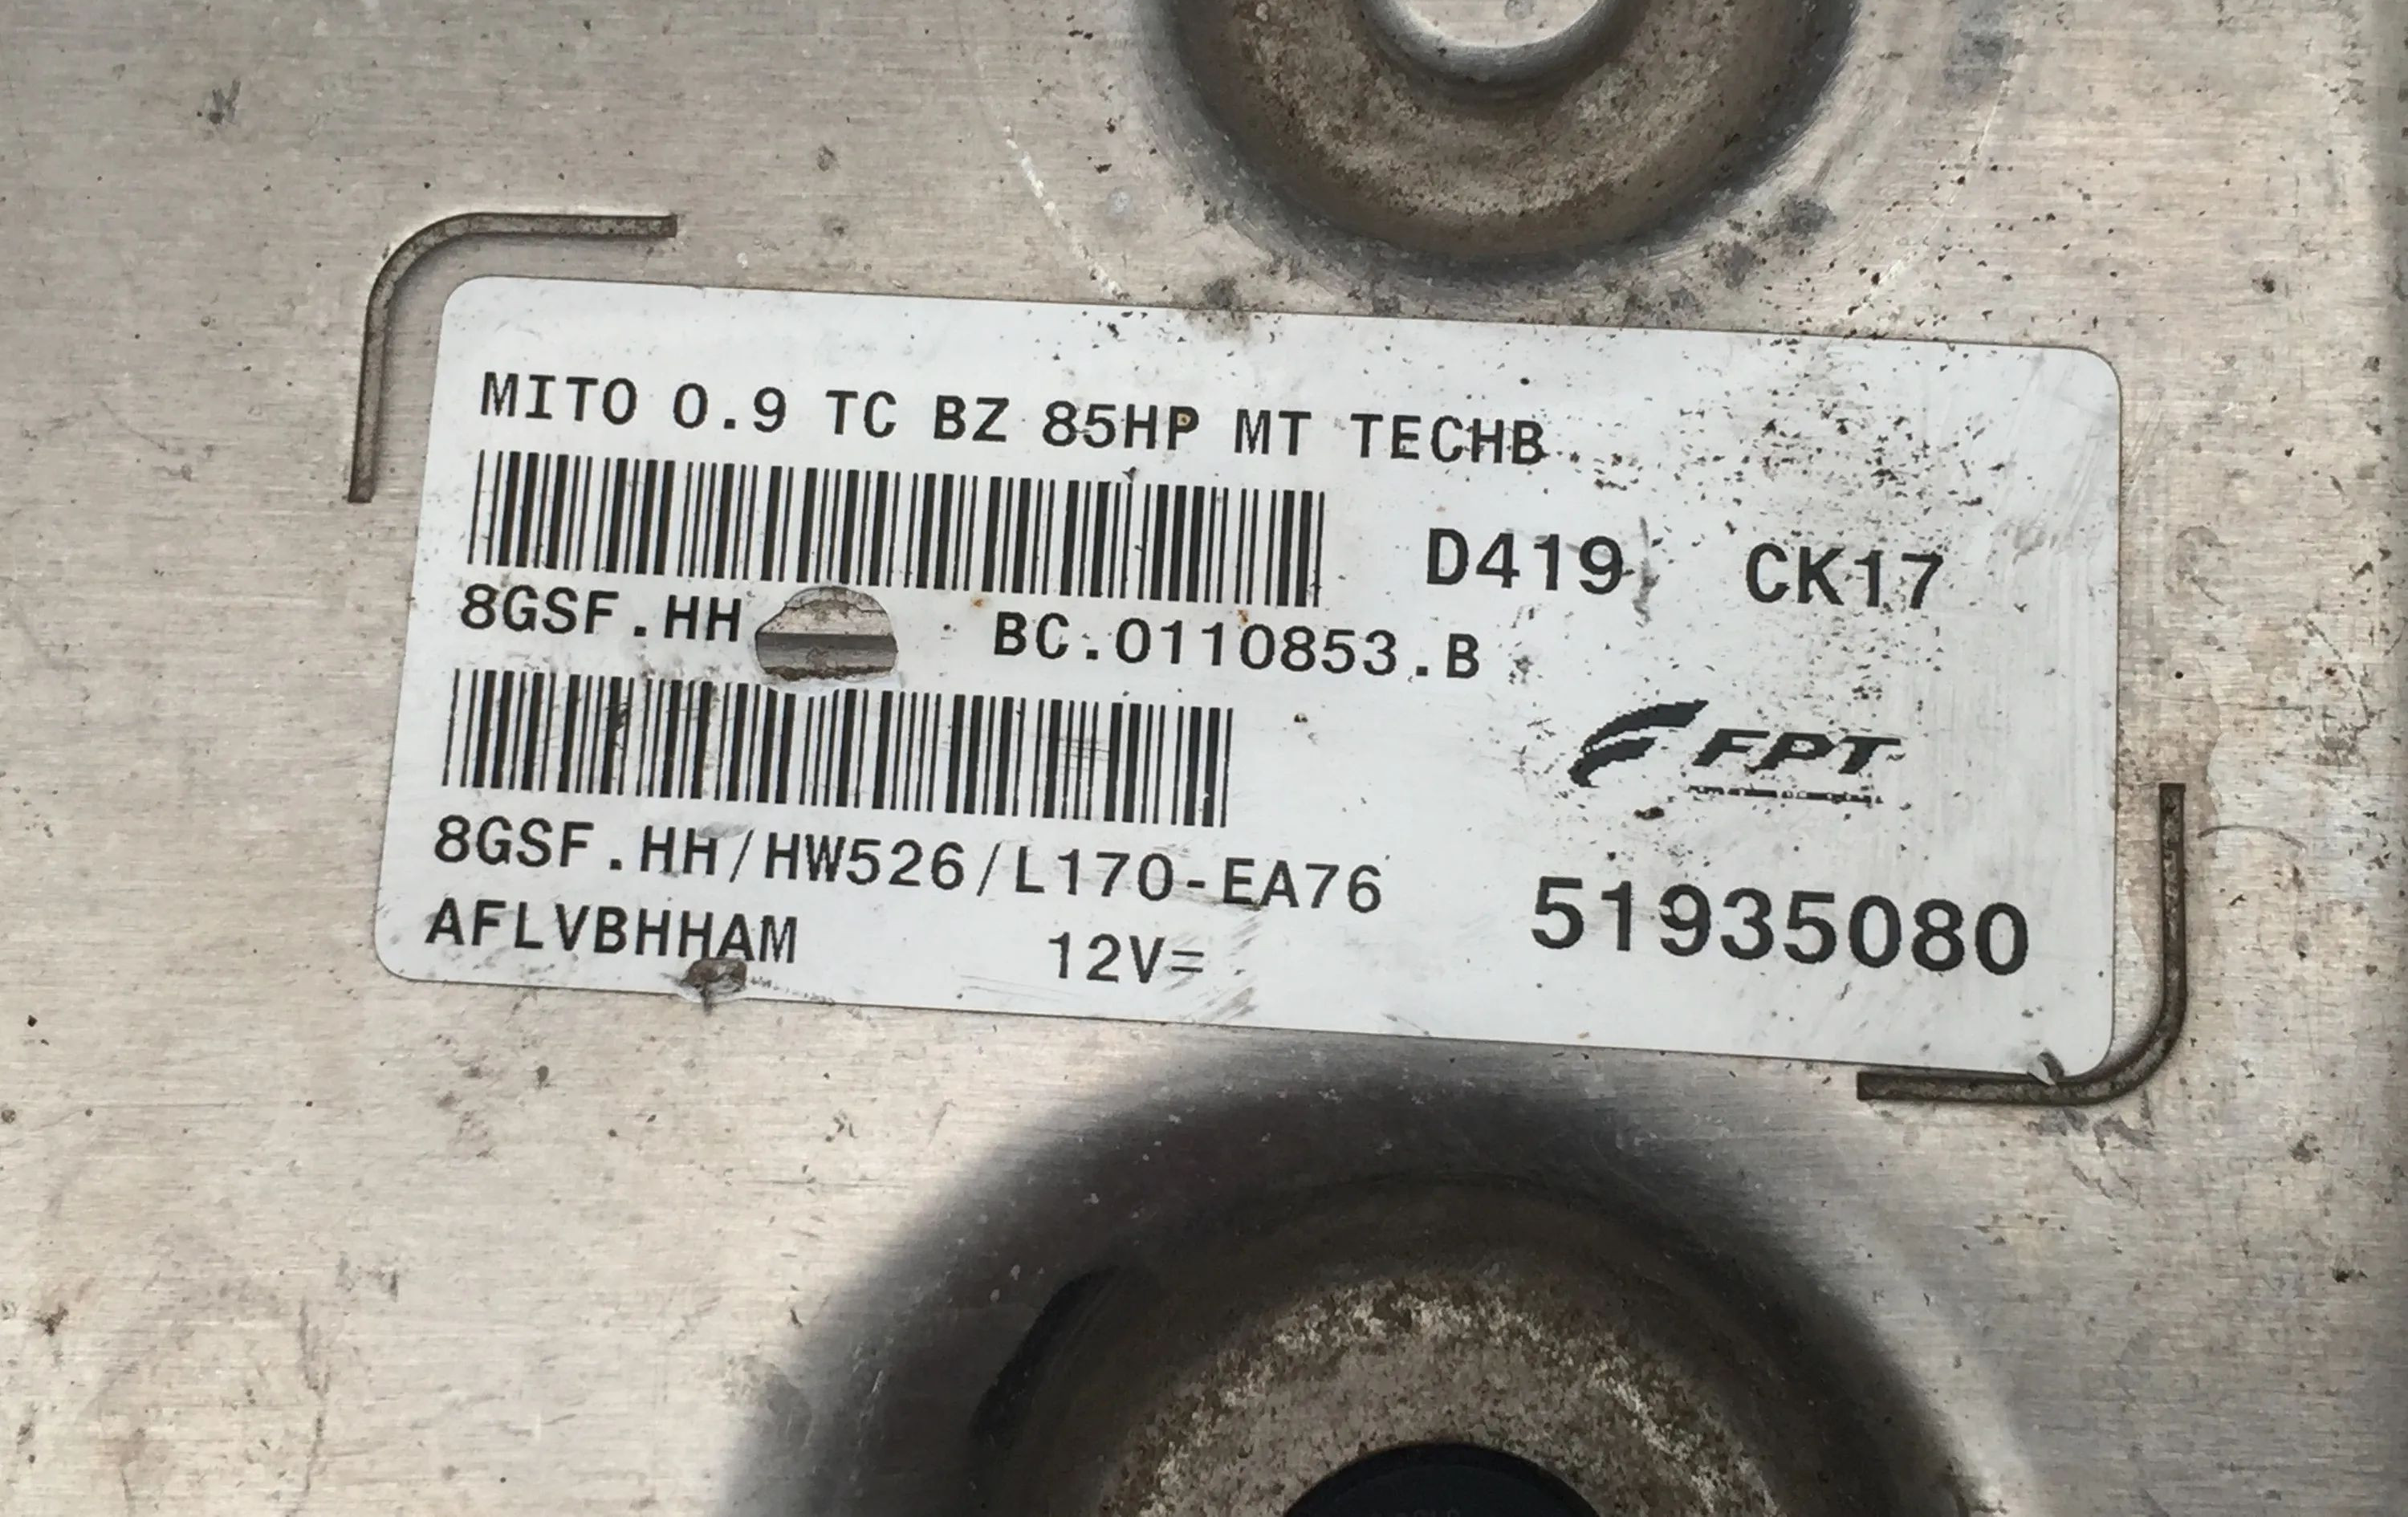 MITO 0.9 TC BZ 85HP MT TECHB
D419 CK17
8GSF.HH BC.0110853.B
FPT
8GSF.HH/HW526/L170-EA76
AFLVBHHAM 12V= 51935080